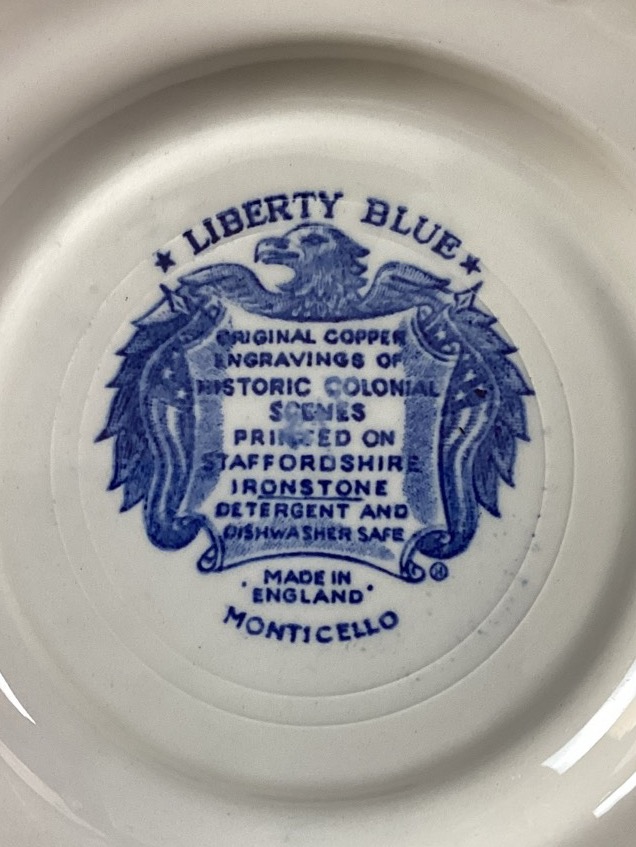 ★ LIBERTY BLUE ★
ORIGINAL COPPER
ENGRAVINGS OF
HISTORIC COLONIAL
SCENES
PRINTED ON
STAFFORDSHIRE
IRONSTONE
DETERGENT AND
DISHWASHER SAFE
MADE IN
ENGLAND
MONTICELLO